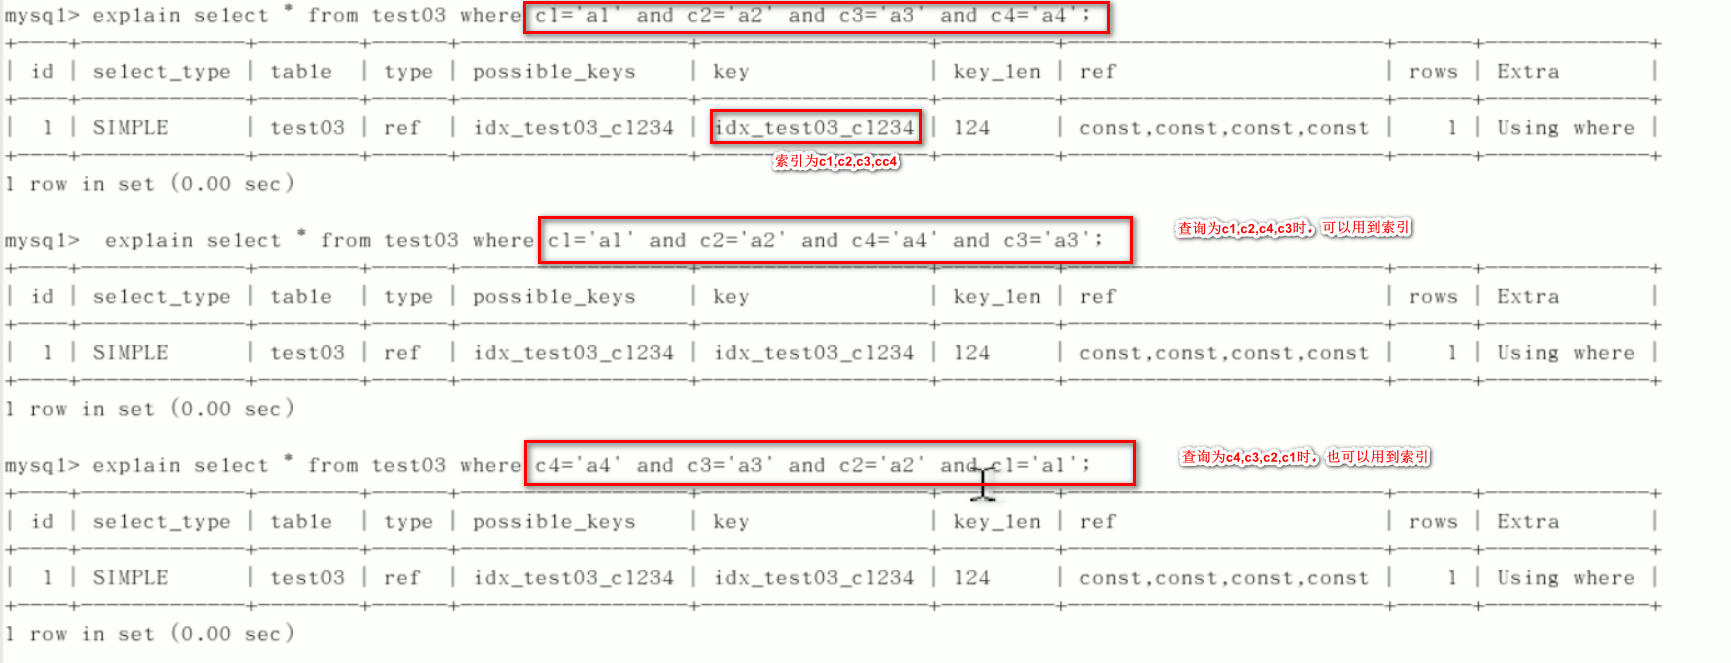 mysql> explain select * from test03 where c1='a1' and c2='a2' and c3='a3' and c4='a4';
+----+-------------+--------+------+-----------------+-----------------+---------+-------------------------+------+-------------+
| id | select_type | table | type | possible_keys | key | key_len | ref | rows | Extra |
+----+-------------+--------+------+-----------------+-----------------+---------+-------------------------+------+-------------+
| 1 | SIMPLE | test03 | ref | idx_test03_c1234 | idx_test03_c1234 | 124 | const,const,const,const | 1 | Using where |
+----+-------------+--------+------+-----------------+-----------------+---------+-------------------------+------+-------------+
索引为c1,c2,c3,cc4
1 row in set (0.00 sec)
查询为c1,c2,c4,c3时，可以用到索引
mysql> explain select * from test03 where c1='a1' and c2='a2' and c4='a4' and c3='a3';
+----+-------------+--------+------+-----------------+-----------------+---------+-------------------------+------+-------------+
| id | select_type | table | type | possible_keys | key | key_len | ref | rows | Extra |
+----+-------------+--------+------+-----------------+-----------------+---------+-------------------------+------+-------------+
| 1 | SIMPLE | test03 | ref | idx_test03_c1234 | idx_test03_c1234 | 124 | const,const,const,const | 1 | Using where |
+----+-------------+--------+------+-----------------+-----------------+---------+-------------------------+------+-------------+
1 row in set (0.00 sec)
查询为c4,c3,c2,c1时，也可以用到索引
mysql> explain select * from test03 where c4='a4' and c3='a3' and c2='a2' and c1='a1';
+----+-------------+--------+------+-----------------+-----------------+---------+-------------------------+------+-------------+
| id | select_type | table | type | possible_keys | key | key_len | ref | rows | Extra |
+----+-------------+--------+------+-----------------+-----------------+---------+-------------------------+------+-------------+
| 1 | SIMPLE | test03 | ref | idx_test03_c1234 | idx_test03_c1234 | 124 | const,const,const,const | 1 | Using where |
+----+-------------+--------+------+-----------------+-----------------+---------+-------------------------+------+-------------+
1 row in set (0.00 sec)